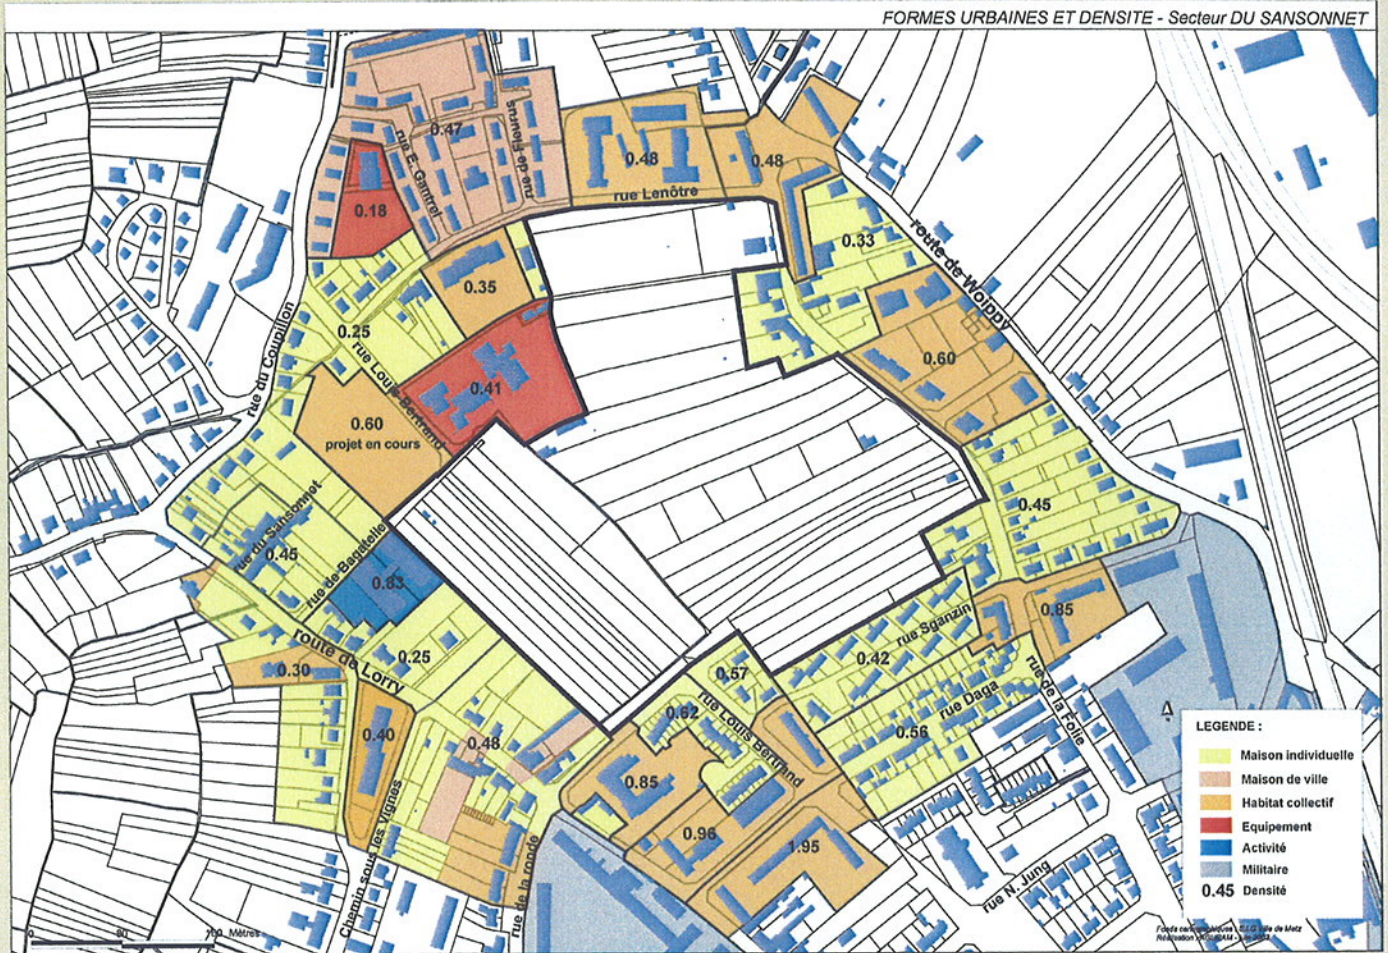 FORMES URBAINES ET DENSITE - Secteur DU SANSONNET
0.47
rue E. Gantrel
rue de Fleurus
0.48
0.48
rue Lenôtre
0.18
0.33
route de Woippy
0.35
0.25
rue du Coupillon
rue Louis Bertrand
0.41
0.60
0.60
projet en cours
0.45
rue du Sansonnet
0.45
rue de Bagatelle
0.83
0.85
rue Sganzin
route de Lorry
0.25
0.42
0.30
0.57
rue de la Folie
rue Daga
0.62
rue Louis Bertrand
0.56
0.40
0.48
0.85
0.96
1.95
Chemin sous les Vignes
rue de la ronde
rue N. Jung
LEGENDE :
Maison individuelle
Maison de ville
Habitat collectif
Equipement
Activité
Militaire
0.45 Densité
Mètres